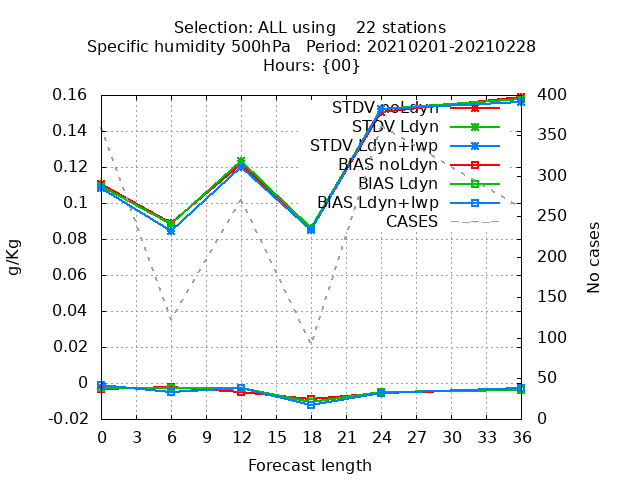 Selection: ALL using    22 stations
Specific humidity 500hPa   Period: 20210201-20210228
Hours: {00}
0.16
0.14
0.12
0.1
0.08
0.06
0.04
0.02
0
-0.02
g/Kg
STDV noLdyn
STDV Ldyn
STDV Ldyn+lwp
BIAS noLdyn
BIAS Ldyn
BIAS Ldyn+lwp
CASES
400
350
300
250
200
150
100
50
0
No cases
0 3 6 9 12 15 18 21 24 27 30 33 36
Forecast length